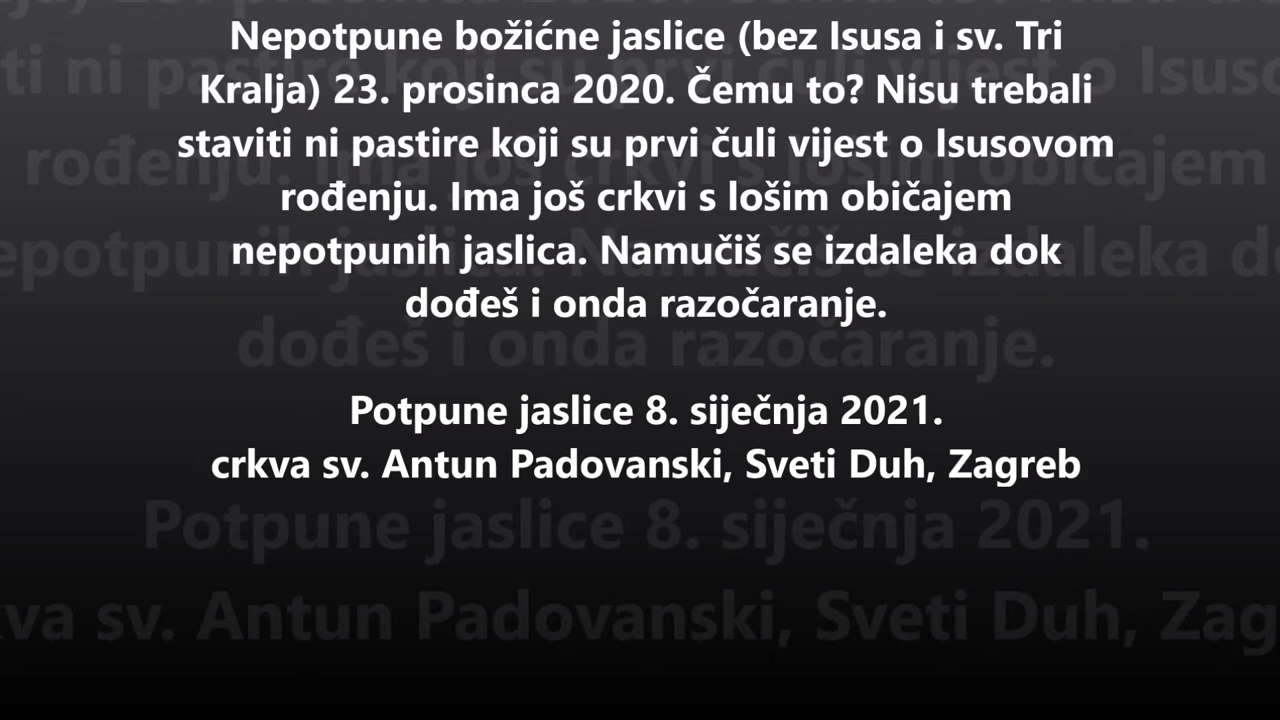 Nepotpune božićne jaslice (bez Isusa i sv. Tri
Kralja) 23. prosinca 2020. Čemu to? Nisu trebali
staviti ni pastire koji su prvi čuli vijest o Isusovom
rođenju. Ima još crkvi s lošim običajem
nepotpunih jaslica. Namučiš se izdaleka dok
dođeš i onda razočaranje.
Potpune jaslice 8. siječnja 2021.
crkva sv. Antun Padovanski, Sveti Duh, Zagreb